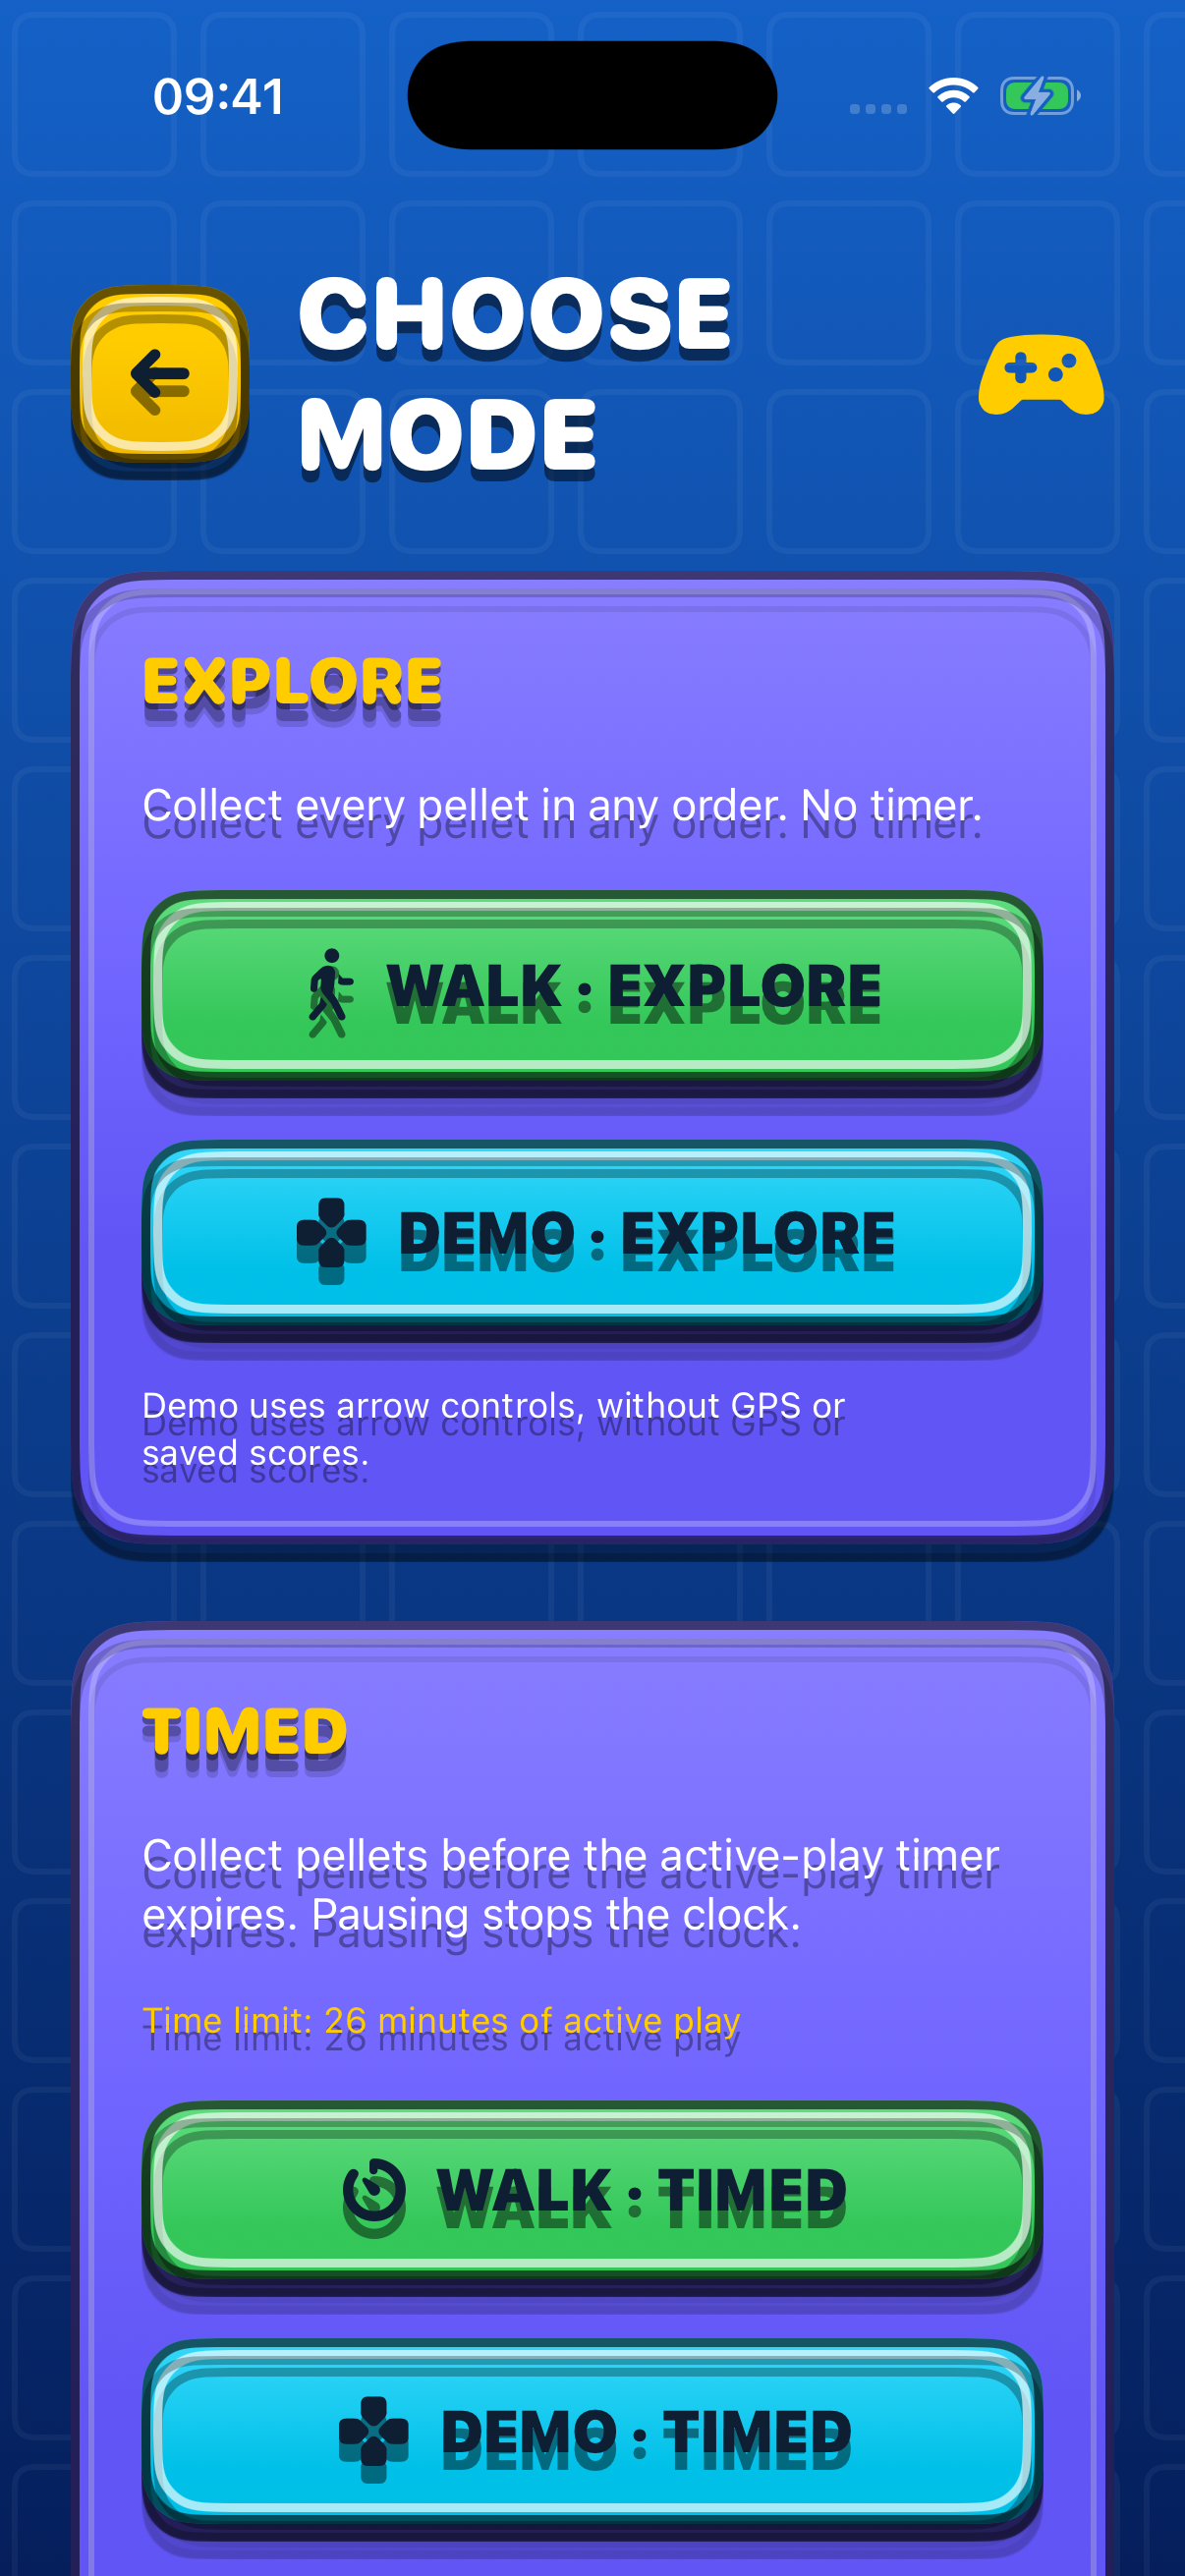 09:41
CHOOSE
MODE
EXPLORE
Collect every pellet in any order. No timer.
WALK : EXPLORE
DEMO : EXPLORE
Demo uses arrow controls, without GPS or
saved scores.
TIMED
Collect pellets before the active-play timer
expires. Pausing stops the clock.
Time limit: 26 minutes of active play
WALK : TIMED
DEMO : TIMED